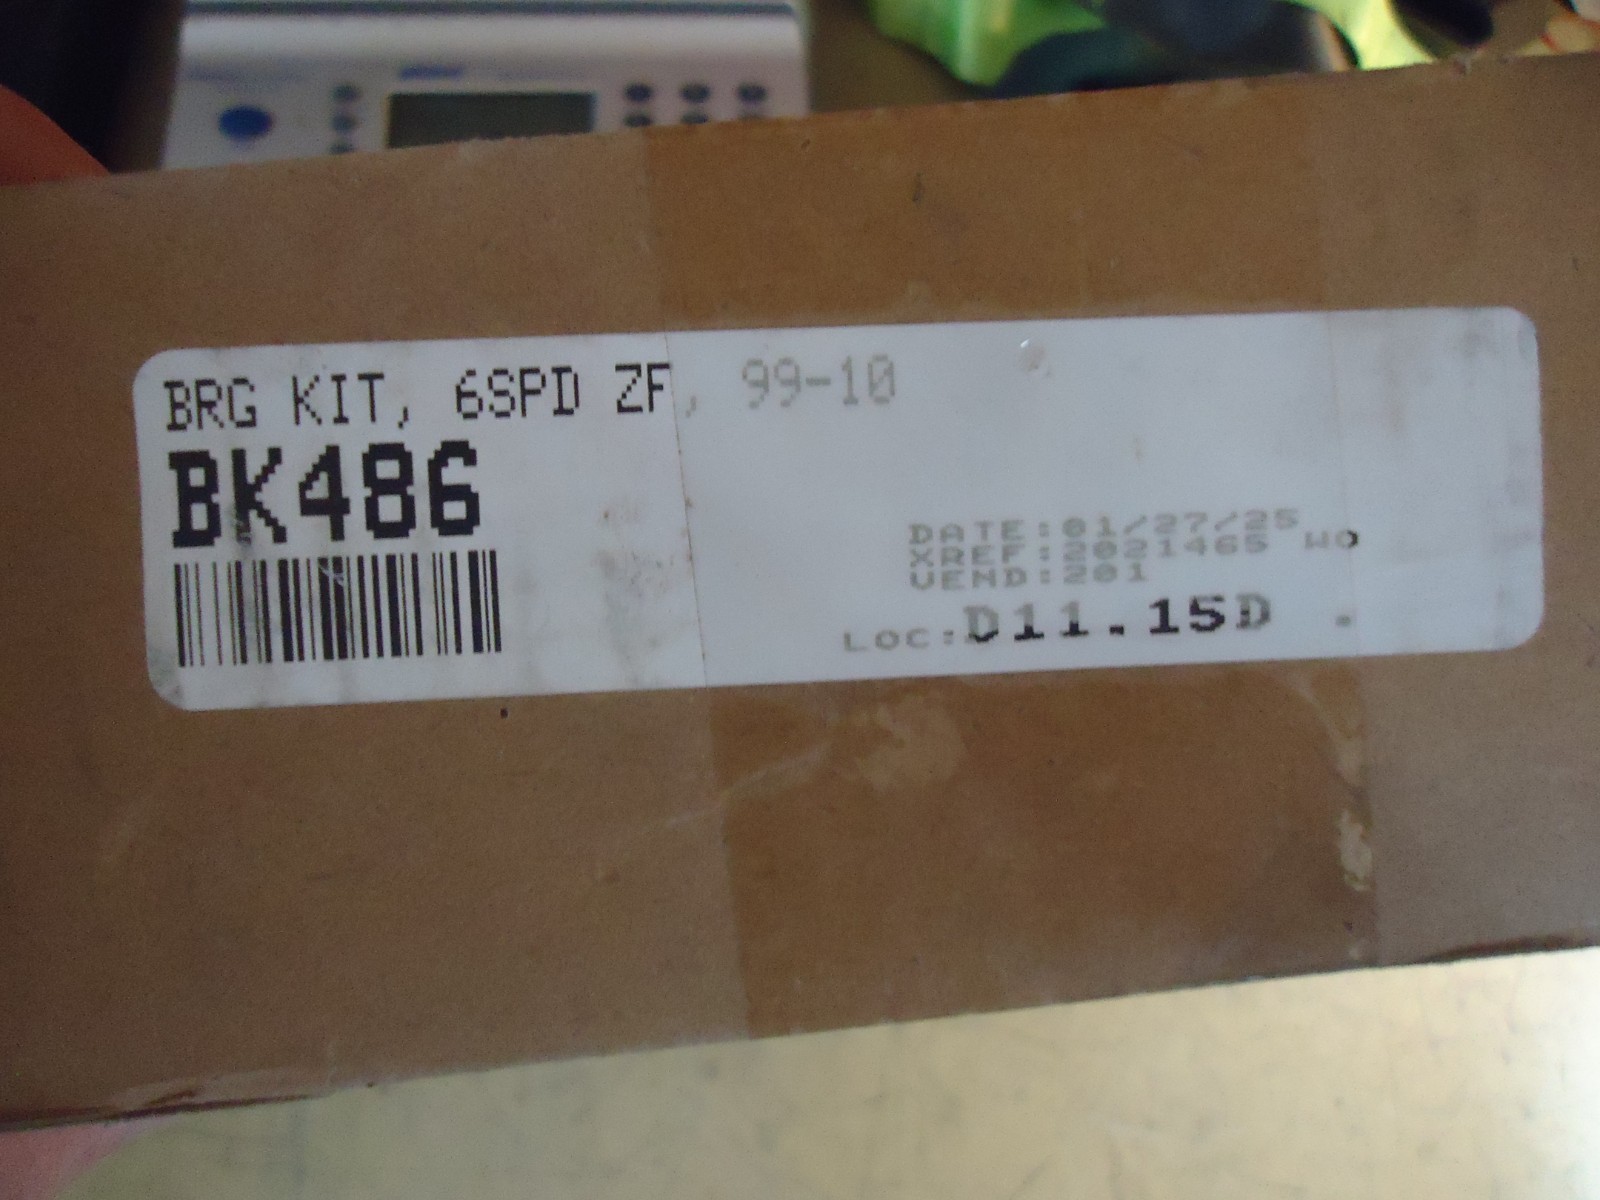 BRG KIT, 6SPD ZF, 99-10
BK486
DATE:01/27/25
XREF:2021465 WO
VEND:201
LOC:D11.15D